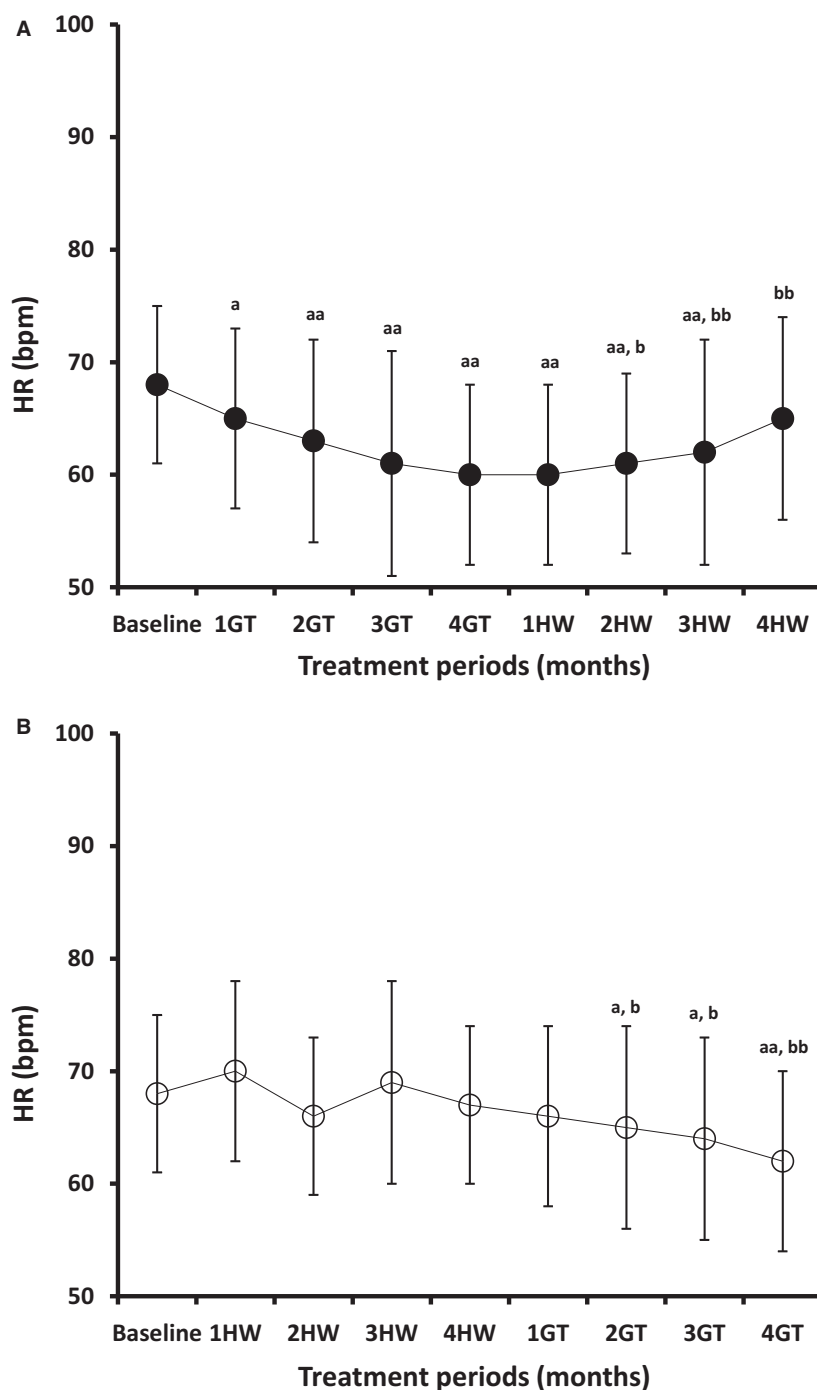 A
100
90
80
70
60
50
HR (bpm)
a
aa
aa
aa
aa
aa, b
aa, bb
bb
Baseline 1GT 2GT 3GT 4GT 1HW 2HW 3HW 4HW
Treatment periods (months)
B
100
90
80
70
60
50
HR (bpm)
a, b
a, b
aa, bb
Baseline 1HW 2HW 3HW 4HW 1GT 2GT 3GT 4GT
Treatment periods (months)